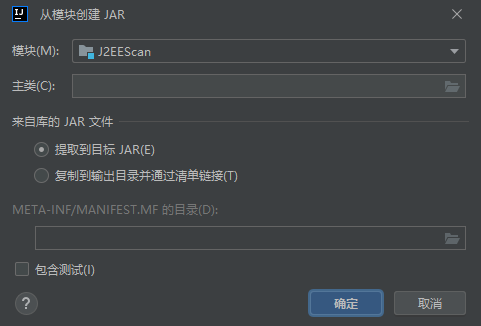 从模块创建 JAR
模块(M): J2EEScan
主类(C):
来自库的 JAR 文件
提取到目标 JAR(E)
复制到输出目录并通过清单链接(T)
META-INF/MANIFEST.MF 的目录(D):
包含测试(I)
? 确定 取消